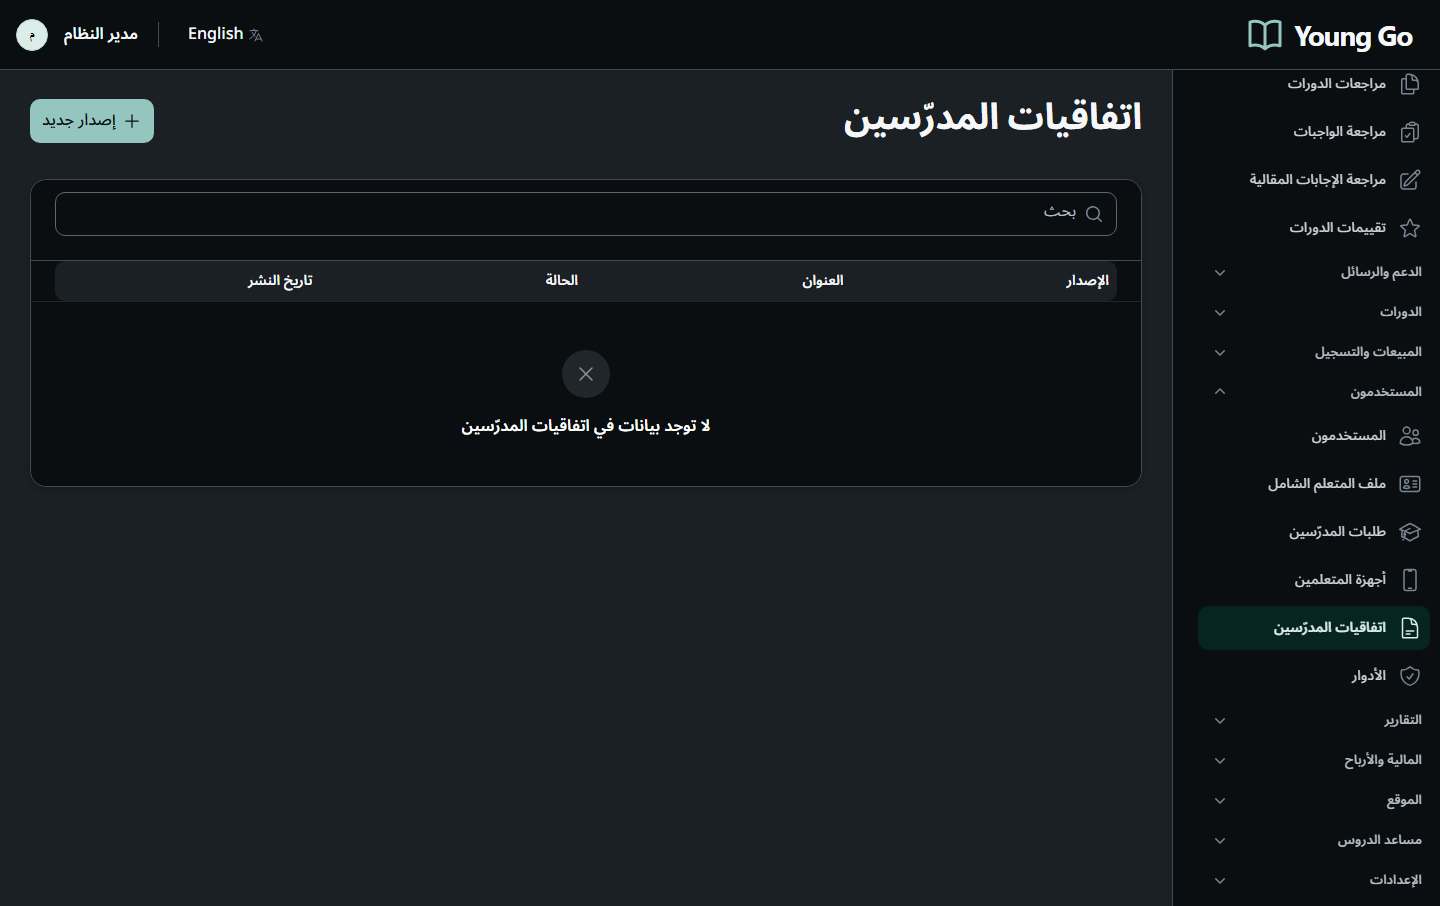 Young Go
English
مدير النظام
م
مراجعات الدورات
مراجعة الواجبات
مراجعة الإجابات المقالية
تقييمات الدورات
الدعم والرسائل
الدورات
المبيعات والتسجيل
المستخدمون
المستخدمون
ملف المتعلم الشامل
طلبات المدرّسين
أجهزة المتعلمين
اتفاقيات المدرّسين
الأدوار
التقارير
المالية والأرباح
الموقع
مساعد الدروس
الإعدادات
اتفاقيات المدرّسين
إصدار جديد
بحث
الإصدار العنوان الحالة تاريخ النشر
لا توجد بيانات في اتفاقيات المدرّسين